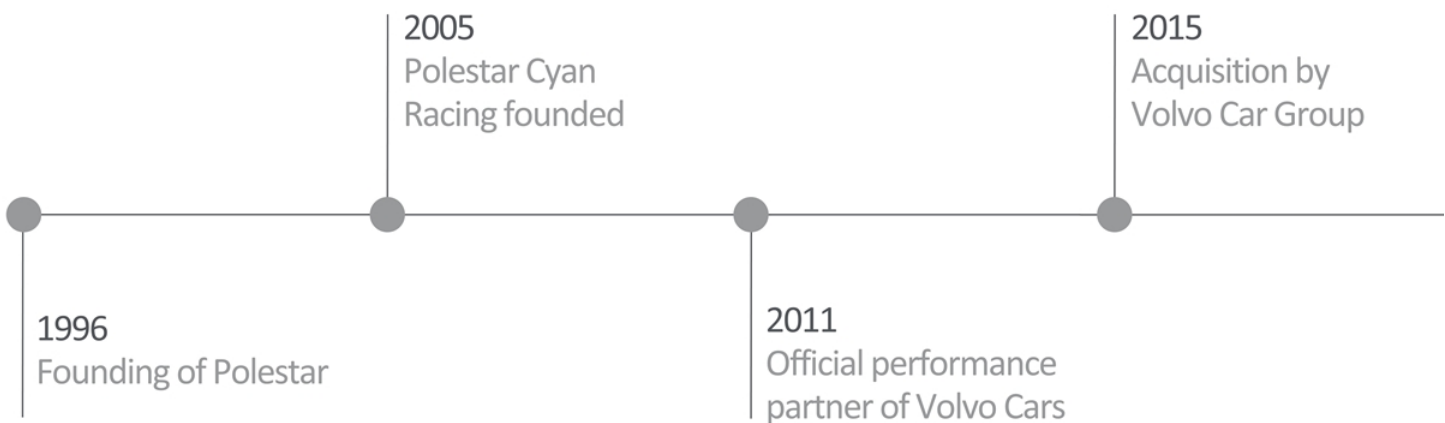 1996
Founding of Polestar
2005
Polestar Cyan
Racing founded
2011
Official performance
partner of Volvo Cars
2015
Acquisition by
Volvo Car Group